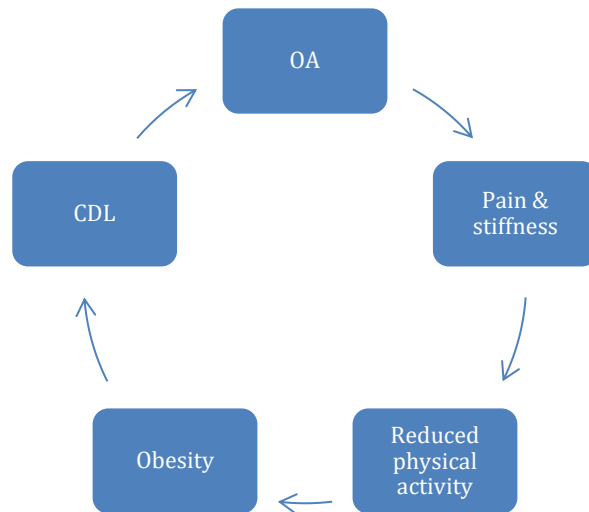 OA
Pain &
stiffness
Reduced
physical
activity
Obesity
CDL